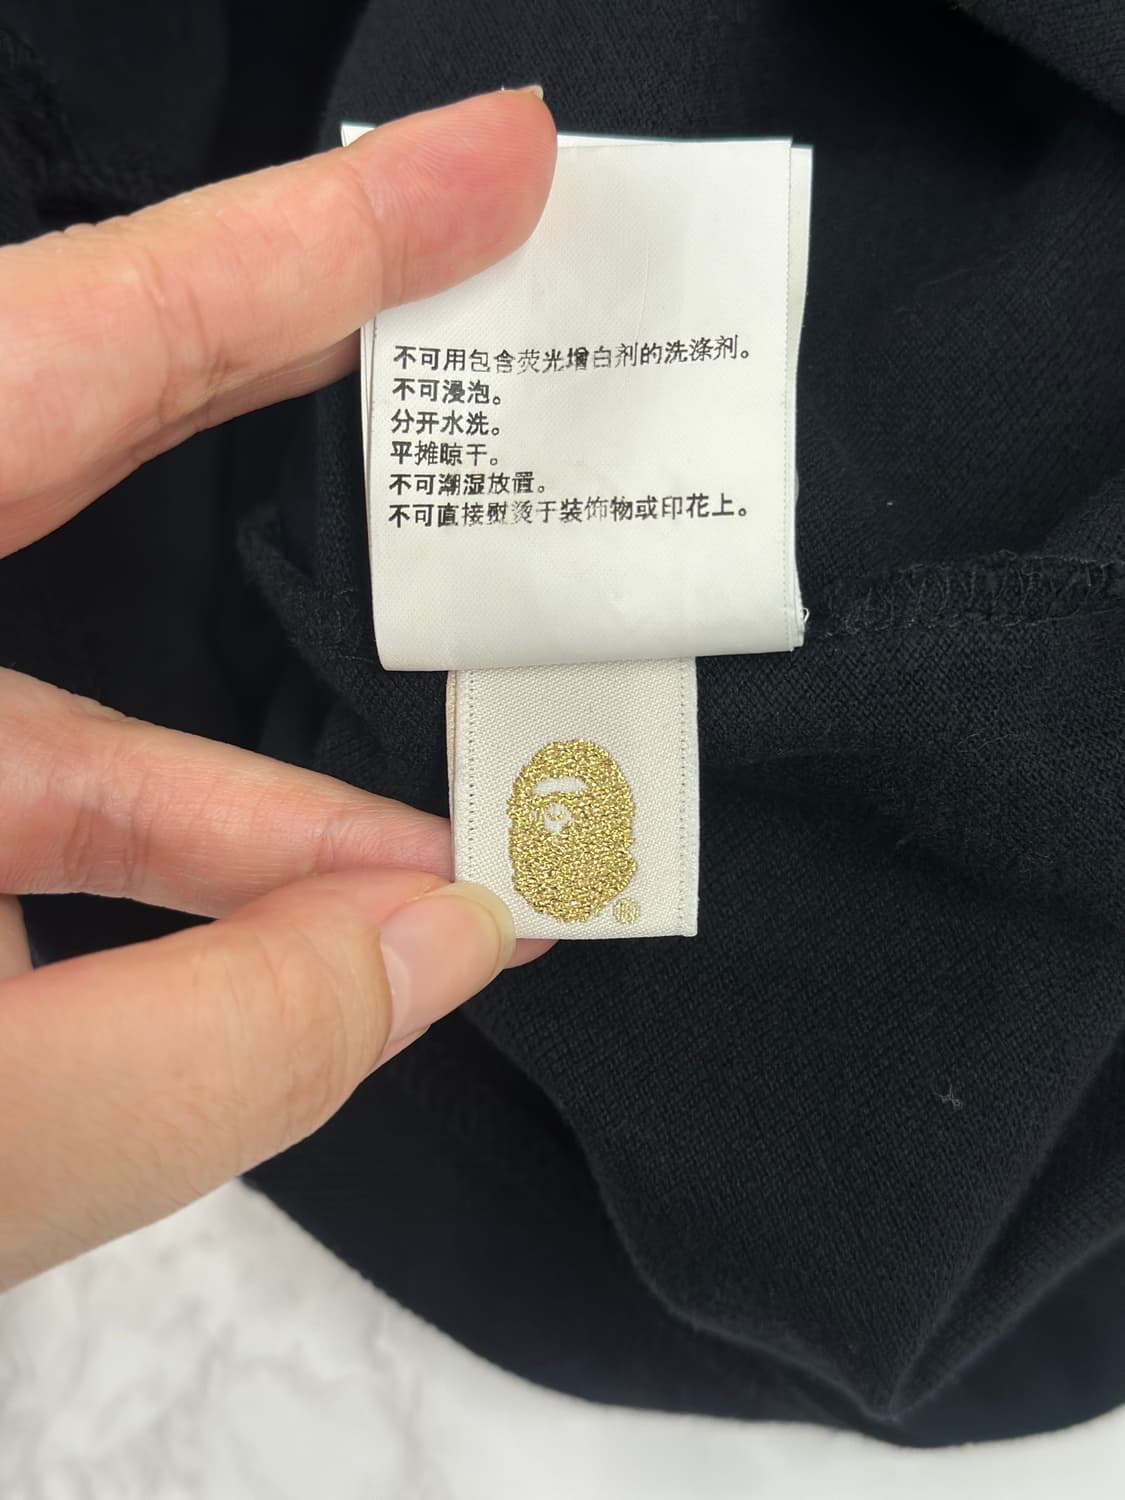 不可用包含荧光增白剂的洗涤剂。
不可浸泡。
分开水洗。
平摊晾干。
不可潮湿放置。
不可直接熨烫于装饰物或印花上。
®